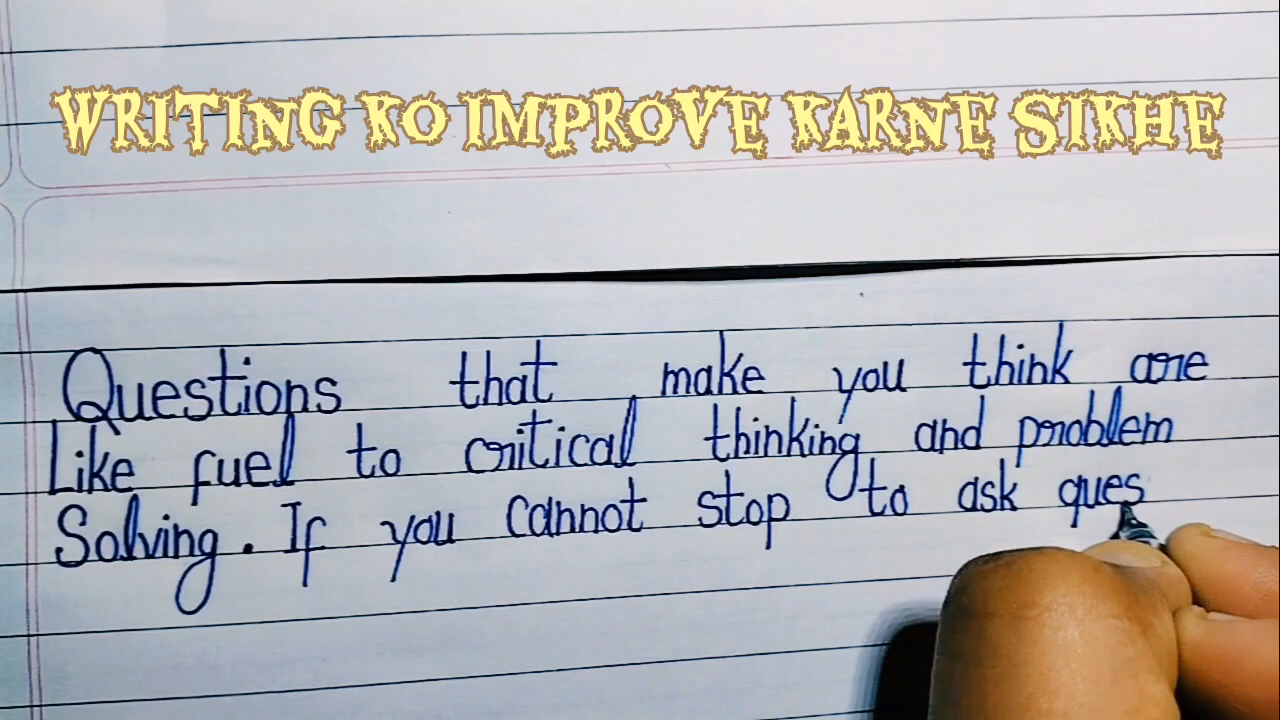 WRITING KO IMPROVE KARNE SIKHE
Questions that make you think are
Like fuel to critical thinking and problem
Solving. If you cannot stop to ask ques